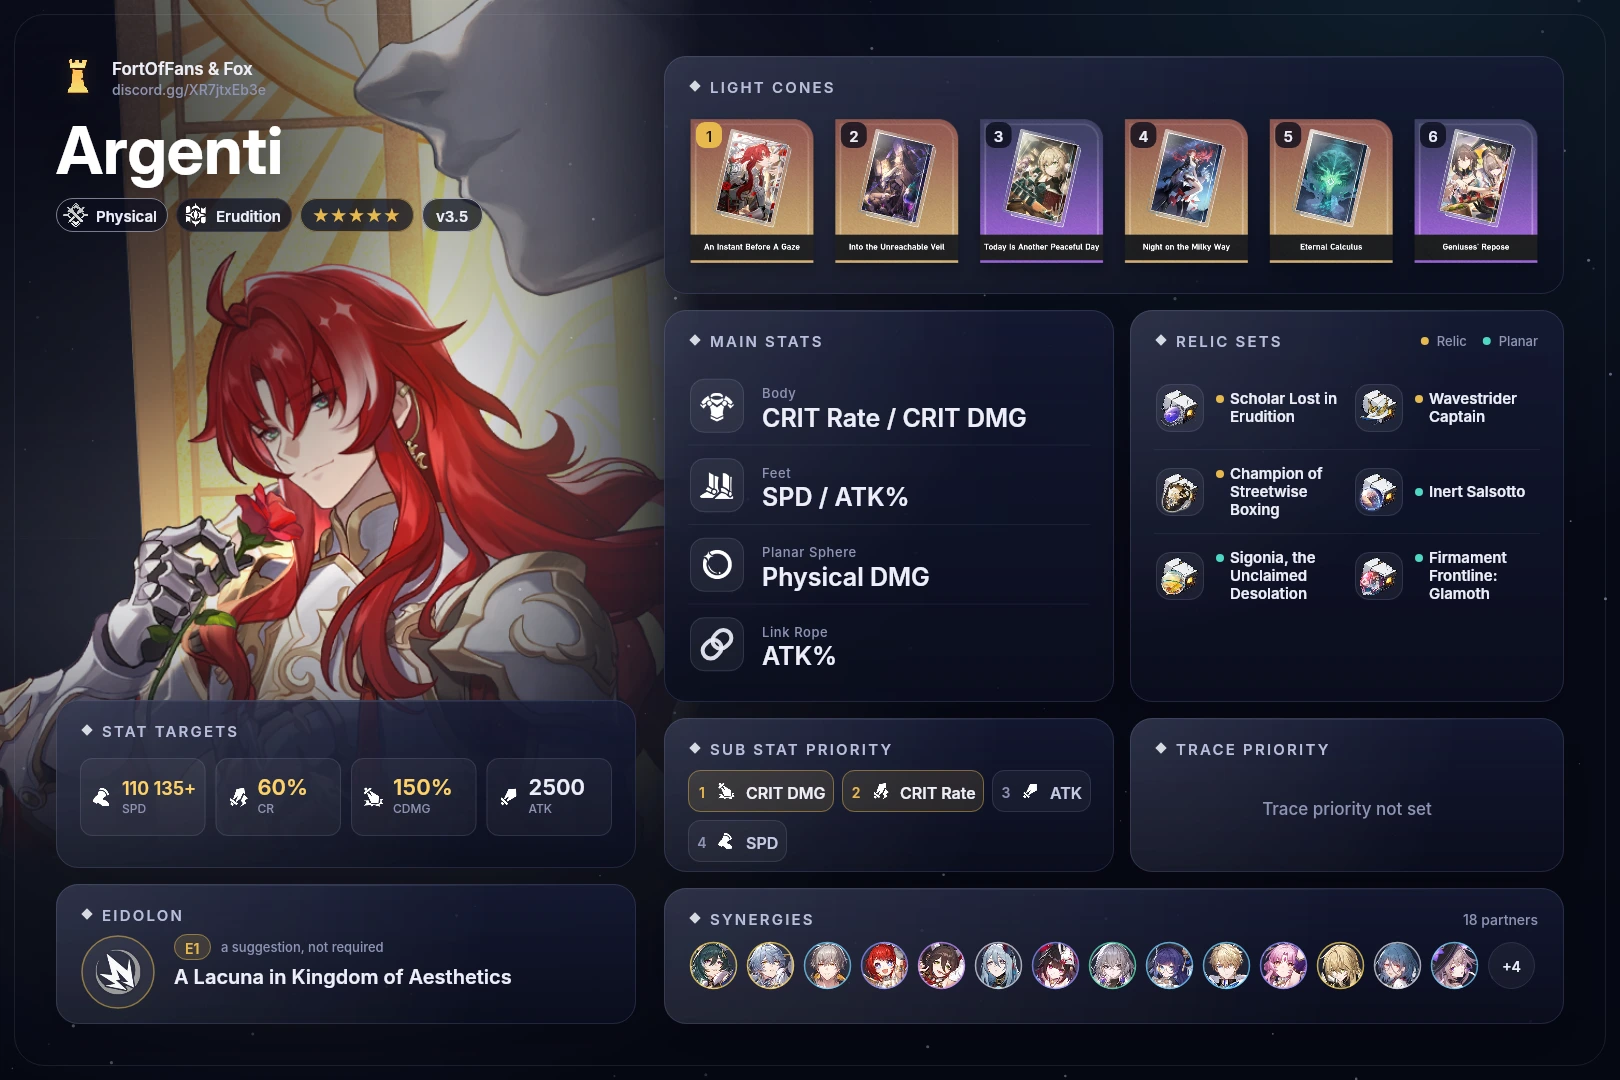 FortOfFans & Fox
discord.gg/XR7jtxEb3e
Argenti
Physical
Erudition
v3.5
LIGHT CONES
1
2
3
4
5
6
An Instant Before A Gaze
Into the Unreachable Veil
Today Is Another Peaceful Day
Night on the Milky Way
Eternal Calculus
Geniuses' Repose
MAIN STATS
Body
CRIT Rate / CRIT DMG
Feet
SPD / ATK%
Planar Sphere
Physical DMG
Link Rope
ATK%
RELIC SETS
Relic
Planar
Scholar Lost in
Erudition
Wavestrider
Captain
Champion of
Streetwise
Boxing
Inert Salsotto
Sigonia, the
Unclaimed
Desolation
Firmament
Frontline:
Glamoth
STAT TARGETS
110 135+
SPD
60%
CR
150%
CDMG
2500
ATK
SUB STAT PRIORITY
1 CRIT DMG
2 CRIT Rate
3 ATK
4 SPD
TRACE PRIORITY
Trace priority not set
EIDOLON
E1 a suggestion, not required
A Lacuna in Kingdom of Aesthetics
SYNERGIES
18 partners
+4